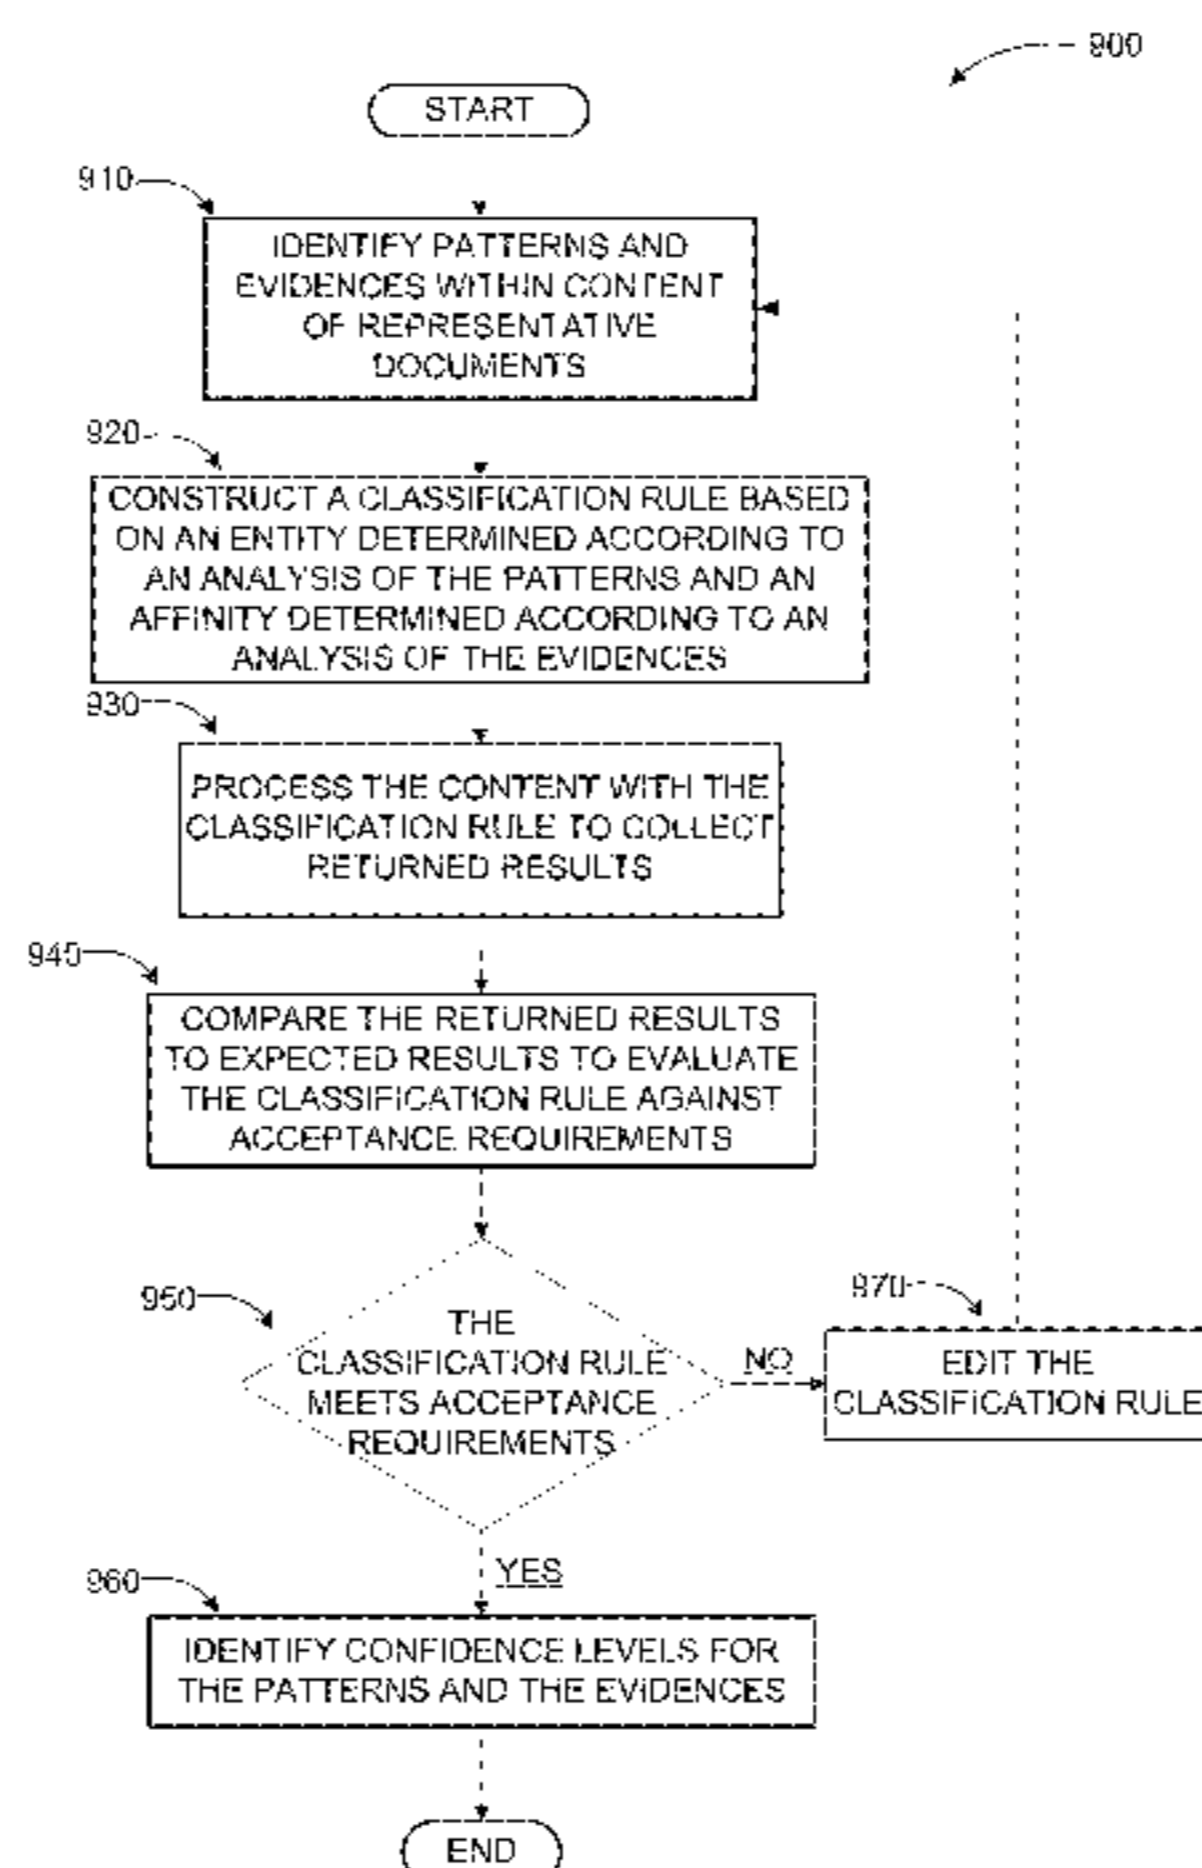 900
START
910
IDENTIFY PATTERNS AND
EVIDENCES WITHIN CONTENT
OF REPRESENTATIVE
DOCUMENTS
920
CONSTRUCT A CLASSIFICATION RULE BASED
ON AN ENTITY DETERMINED ACCORDING TO
AN ANALYSIS OF THE PATTERNS AND AN
AFFINITY DETERMINED ACCORDING TO AN
ANALYSIS OF THE EVIDENCES
930
PROCESS THE CONTENT WITH THE
CLASSIFICATION RULE TO COLLECT
RETURNED RESULTS
940
COMPARE THE RETURNED RESULTS
TO EXPECTED RESULTS TO EVALUATE
THE CLASSIFICATION RULE AGAINST
ACCEPTANCE REQUIREMENTS
950
THE
CLASSIFICATION RULE
MEETS ACCEPTANCE
REQUIREMENTS
NO
970
EDIT THE
CLASSIFICATION RULE
YES
960
IDENTIFY CONFIDENCE LEVELS FOR
THE PATTERNS AND THE EVIDENCES
END